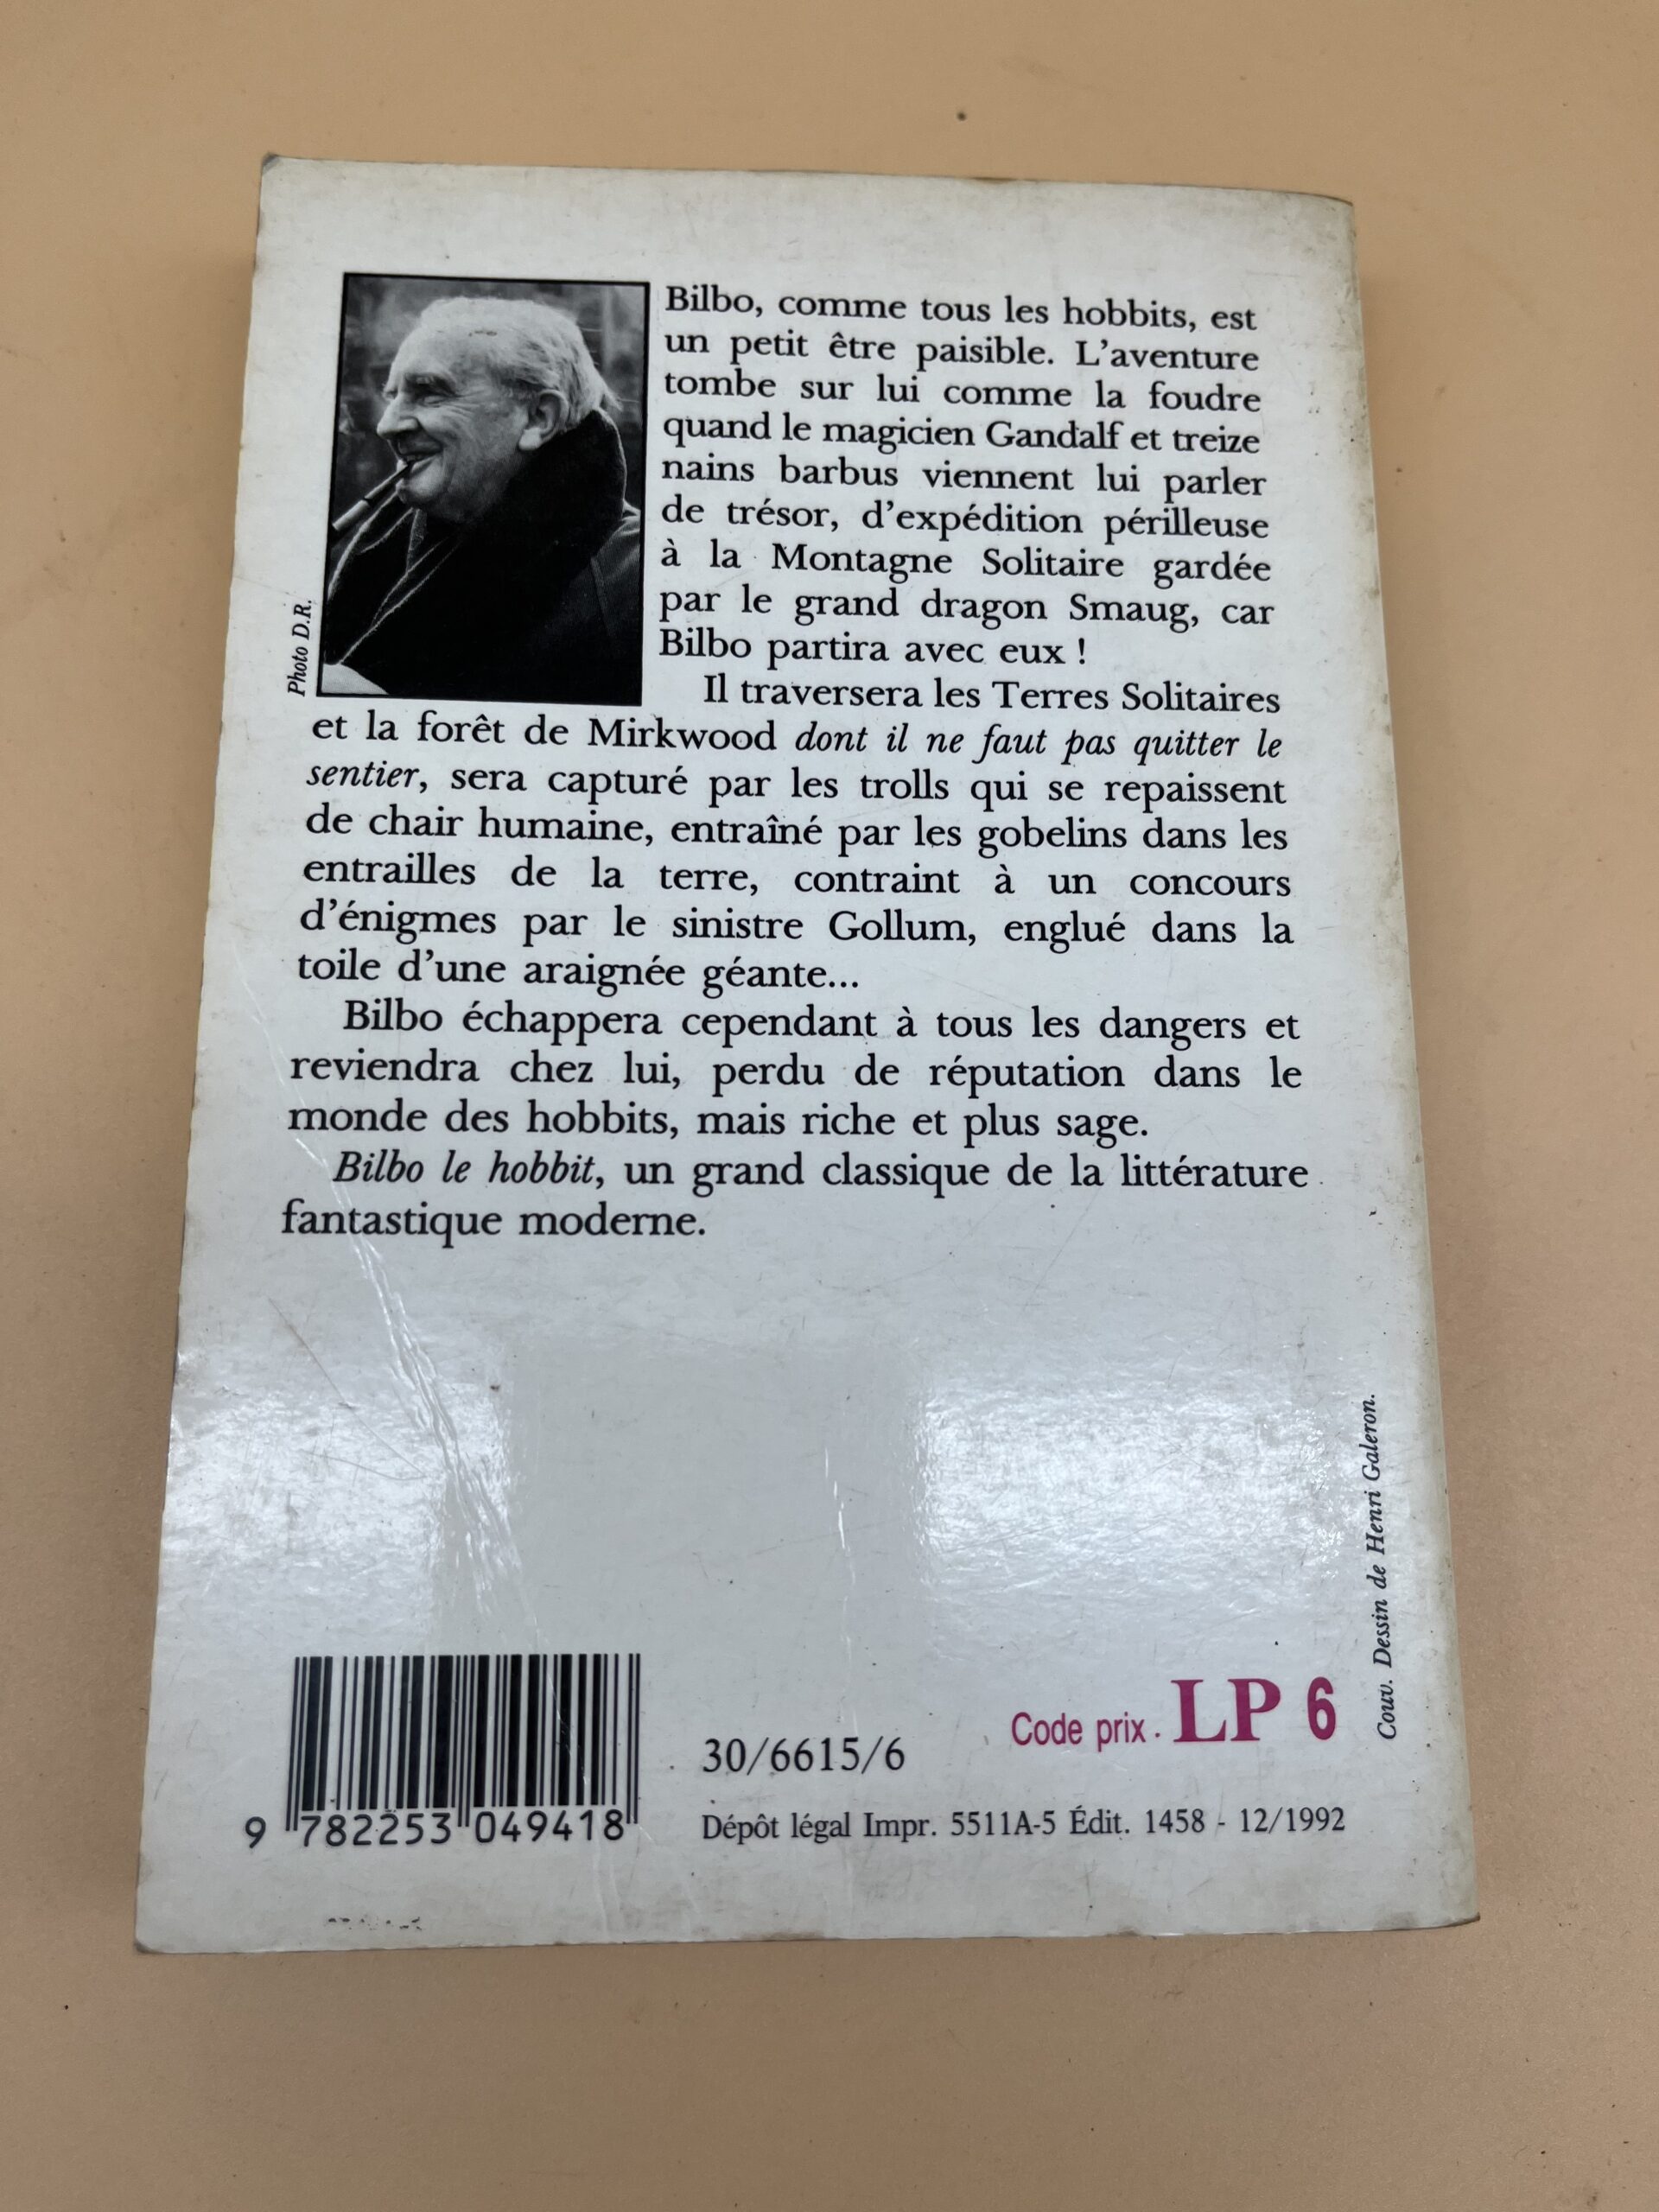 Bilbo, comme tous les hobbits, est
un petit être paisible. L'aventure
tombe sur lui comme la foudre
quand le magicien Gandalf et treize
nains barbus viennent lui parler
de trésor, d'expédition périlleuse
à la Montagne Solitaire gardée
par le grand dragon Smaug, car
Bilbo partira avec eux !
Photo D.R.
Il traversera les Terres Solitaires
et la forêt de Mirkwood dont il ne faut pas quitter le
sentier, sera capturé par les trolls qui se repaissent
de chair humaine, entraîné par les gobelins dans les
entrailles de la terre, contraint à un concours
d'énigmes par le sinistre Gollum, englué dans la
toile d'une araignée géante...
Bilbo échappera cependant à tous les dangers et
reviendra chez lui, perdu de réputation dans le
monde des hobbits, mais riche et plus sage.
Bilbo le hobbit, un grand classique de la littérature
fantastique moderne.
Couv. Dessin de Henri Galeron.
Code prix . LP 6
30/6615/6
9 782253 049418
Dépôt légal Impr. 5511A-5 Édit. 1458 - 12/1992